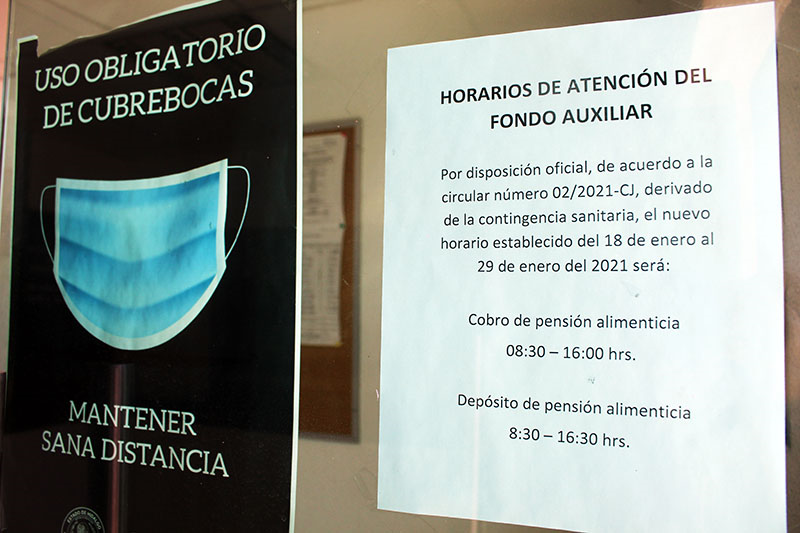 USO OBLIGATORIO
DE CUBREBOCAS
MANTENER
SANA DISTANCIA
ESTADO DE HIDALGO
HORARIOS DE ATENCIÓN DEL
FONDO AUXILIAR
Por disposición oficial, de acuerdo a la
circular número 02/2021-CJ, derivado
de la contingencia sanitaria, el nuevo
horario establecido del 18 de enero al
29 de enero del 2021 será:
Cobro de pensión alimenticia
08:30 – 16:00 hrs.
Depósito de pensión alimenticia
8:30 – 16:30 hrs.